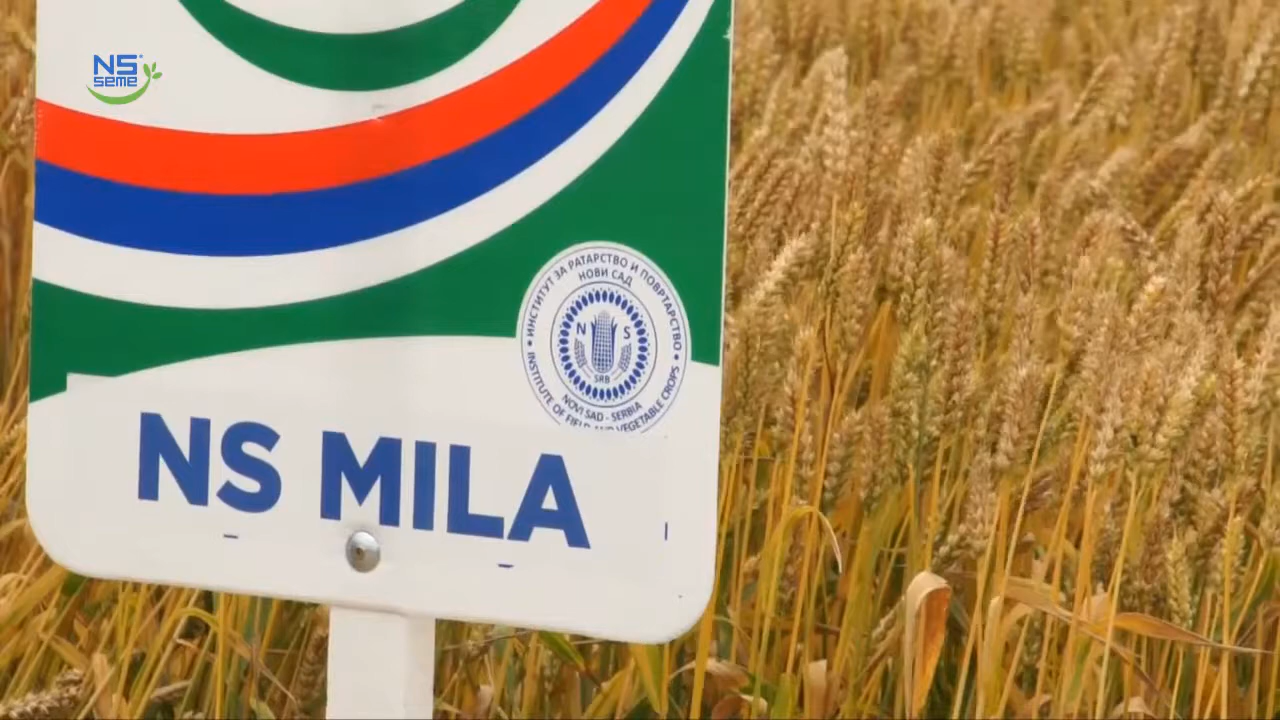 NS
seme
ИНСТИТУТ ЗА РАТАРСТВО И ПОВРТАРСТВО
НОВИ САД
N S
SRB
NOVI SAD - SERBIA
INSTITUTE OF FIELD AND VEGETABLE CROPS
NS MILA